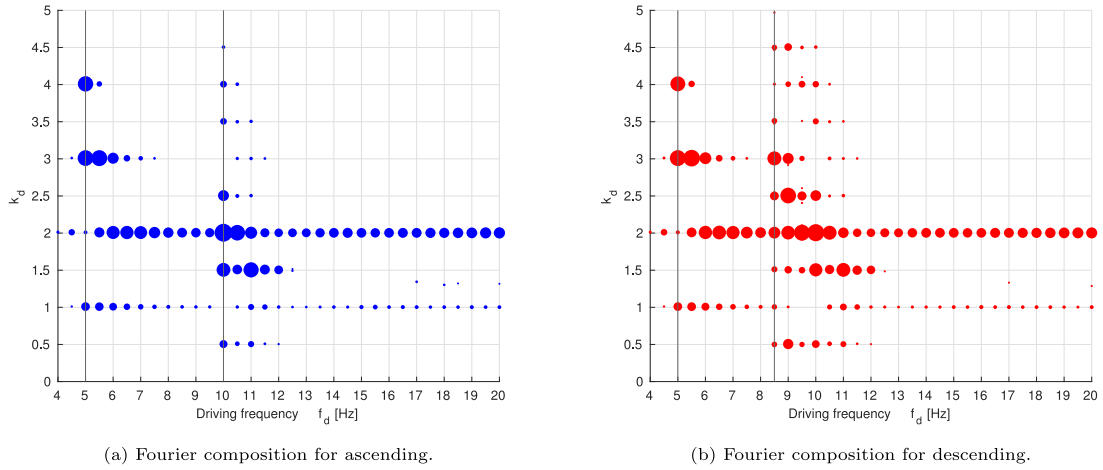 5
4.5
4
3.5
3
2.5
2
1.5
1
0.5
0
k_d
4 5 6 7 8 9 10 11 12 13 14 15 16 17 18 19 20
Driving frequency f_d [Hz]
(a) Fourier composition for ascending.
5
4.5
4
3.5
3
2.5
2
1.5
1
0.5
0
k_d
4 5 6 7 8 9 10 11 12 13 14 15 16 17 18 19 20
Driving frequency f_d [Hz]
(b) Fourier composition for descending.